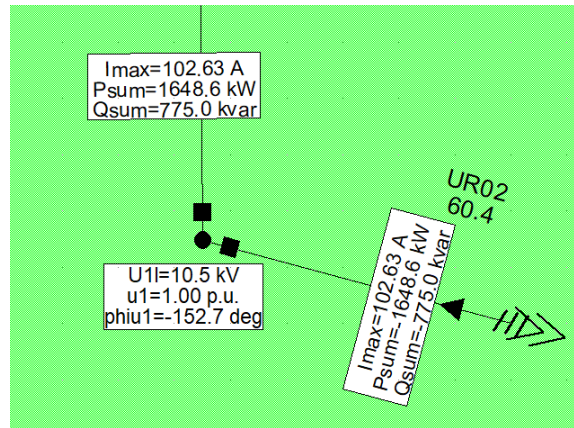 Imax=102.63 A
Psum=1648.6 kW
Qsum=775.0 kvar
UR02
60.4
U1l=10.5 kV
u1=1.00 p.u.
phiu1=-152.7 deg
Imax=102.63 A
Psum=-1648.6 kW
Qsum=-775.0 kvar